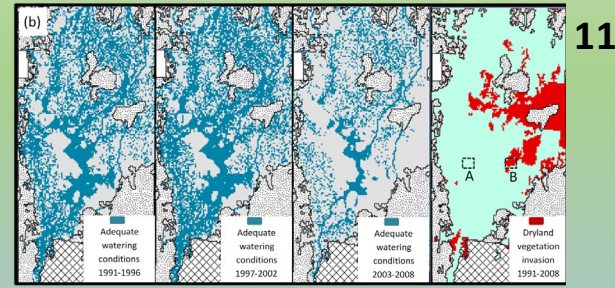 (b)
11
A
B
Adequate
watering
conditions
1991-1996
Adequate
watering
conditions
1997-2002
Adequate
watering
conditions
2003-2008
Dryland
vegetation
invasion
1991-2008